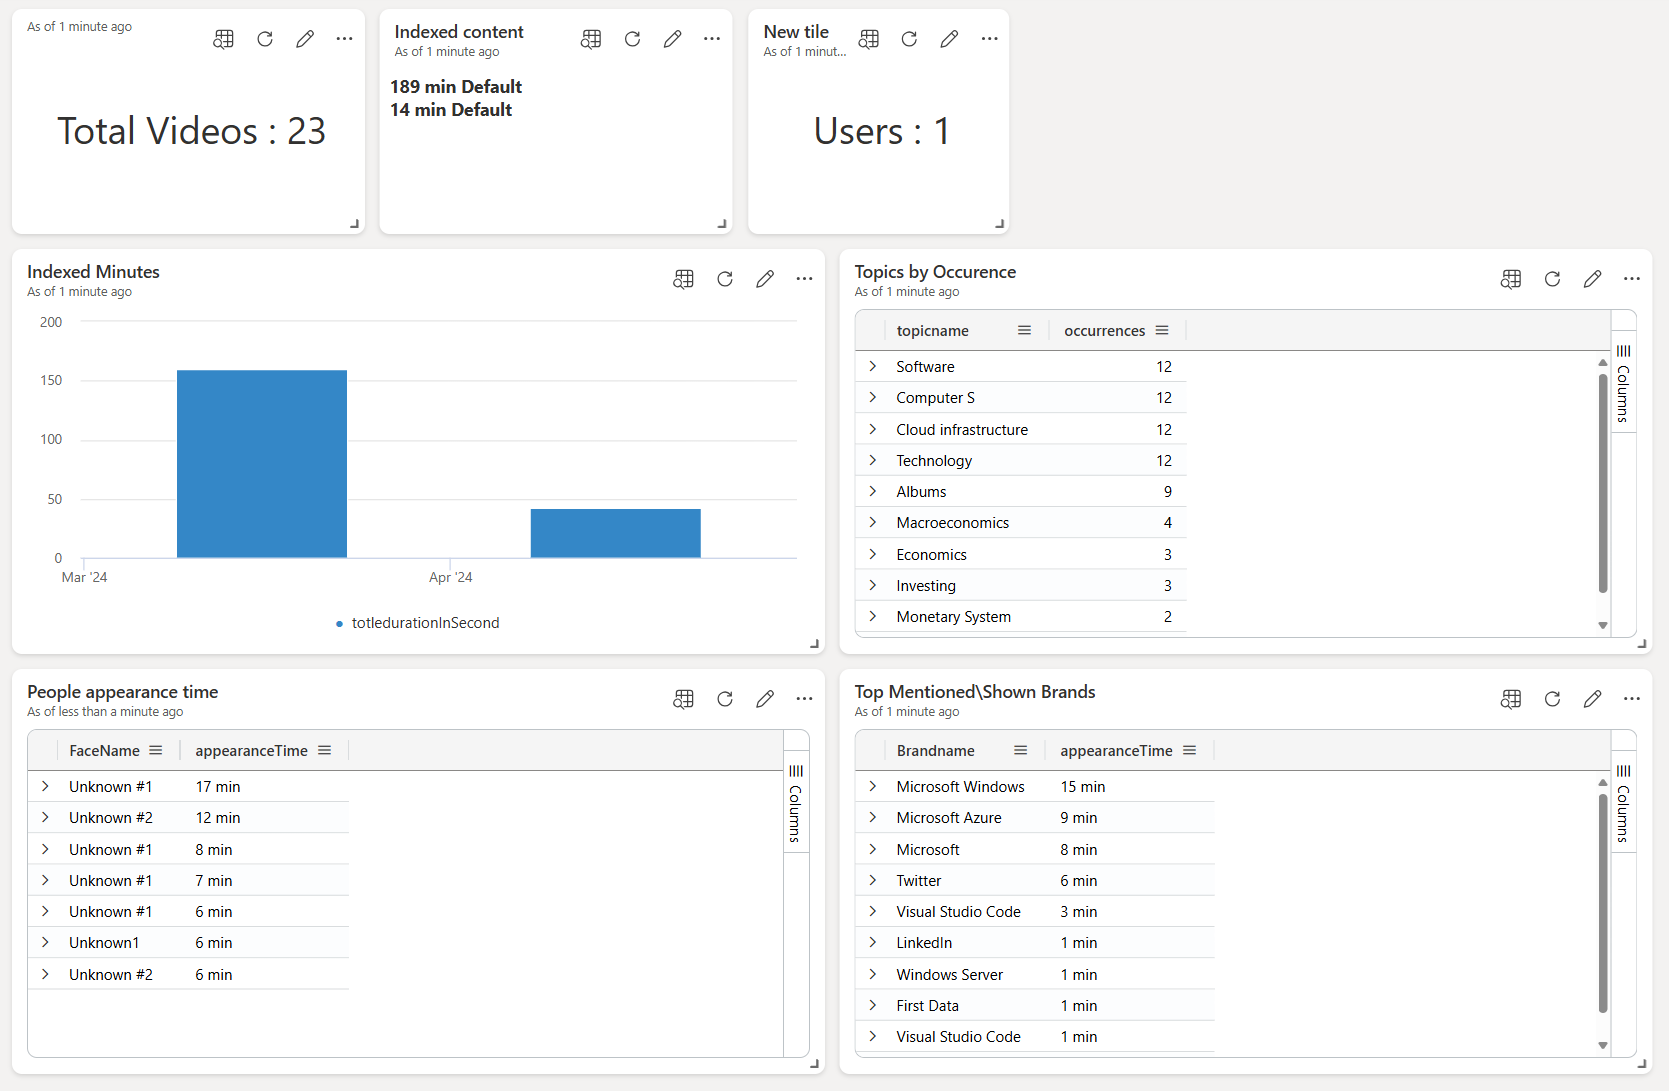 As of 1 minute ago
Total Videos : 23
Indexed content
As of 1 minute ago
189 min Default
14 min Default
New tile
As of 1 minut...
Users : 1
Indexed Minutes
As of 1 minute ago
200
150
100
50
0
Mar '24 Apr '24
totledurationInSecond
Topics by Occurence
As of 1 minute ago
topicname occurrences
Software 12
Computer S 12
Cloud infrastructure 12
Technology 12
Albums 9
Macroeconomics 4
Economics 3
Investing 3
Monetary System 2
Columns
People appearance time
As of less than a minute ago
FaceName appearanceTime
Unknown #1 17 min
Unknown #2 12 min
Unknown #1 8 min
Unknown #1 7 min
Unknown #1 6 min
Unknown1 6 min
Unknown #2 6 min
Columns
Top Mentioned\Shown Brands
As of 1 minute ago
Brandname appearanceTime
Microsoft Windows 15 min
Microsoft Azure 9 min
Microsoft 8 min
Twitter 6 min
Visual Studio Code 3 min
LinkedIn 1 min
Windows Server 1 min
First Data 1 min
Visual Studio Code 1 min
Columns